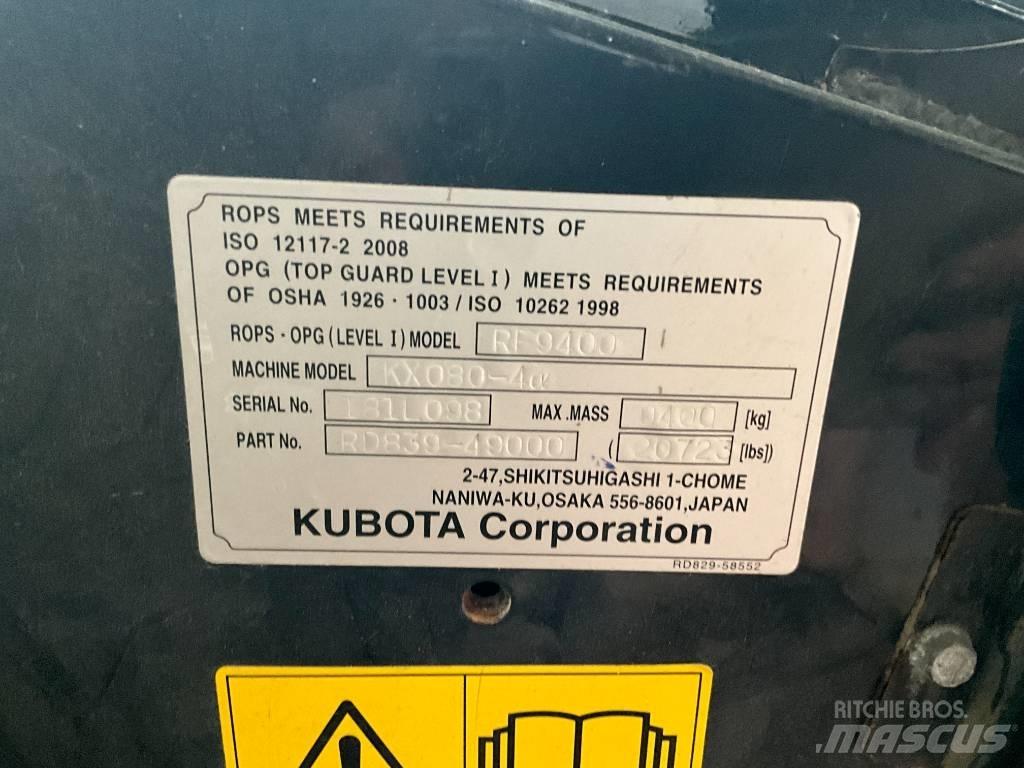 ROPS MEETS REQUIREMENTS OF
ISO 12117-2 2008
OPG (TOP GUARD LEVEL I) MEETS REQUIREMENTS
OF OSHA 1926 · 1003 / ISO 10262 1998
ROPS · OPG (LEVEL I) MODEL RF9400
MACHINE MODEL KX080-4α
SERIAL No. MAX .MASS 9400 [kg]
PART No. RD839-49000 (20723 [lbs])
2-47,SHIKITSUHIGASHI 1-CHOME
NANIWA-KU,OSAKA 556-8601,JAPAN
KUBOTA Corporation
RD829-58552
RITCHIE BROS.
MASCUS